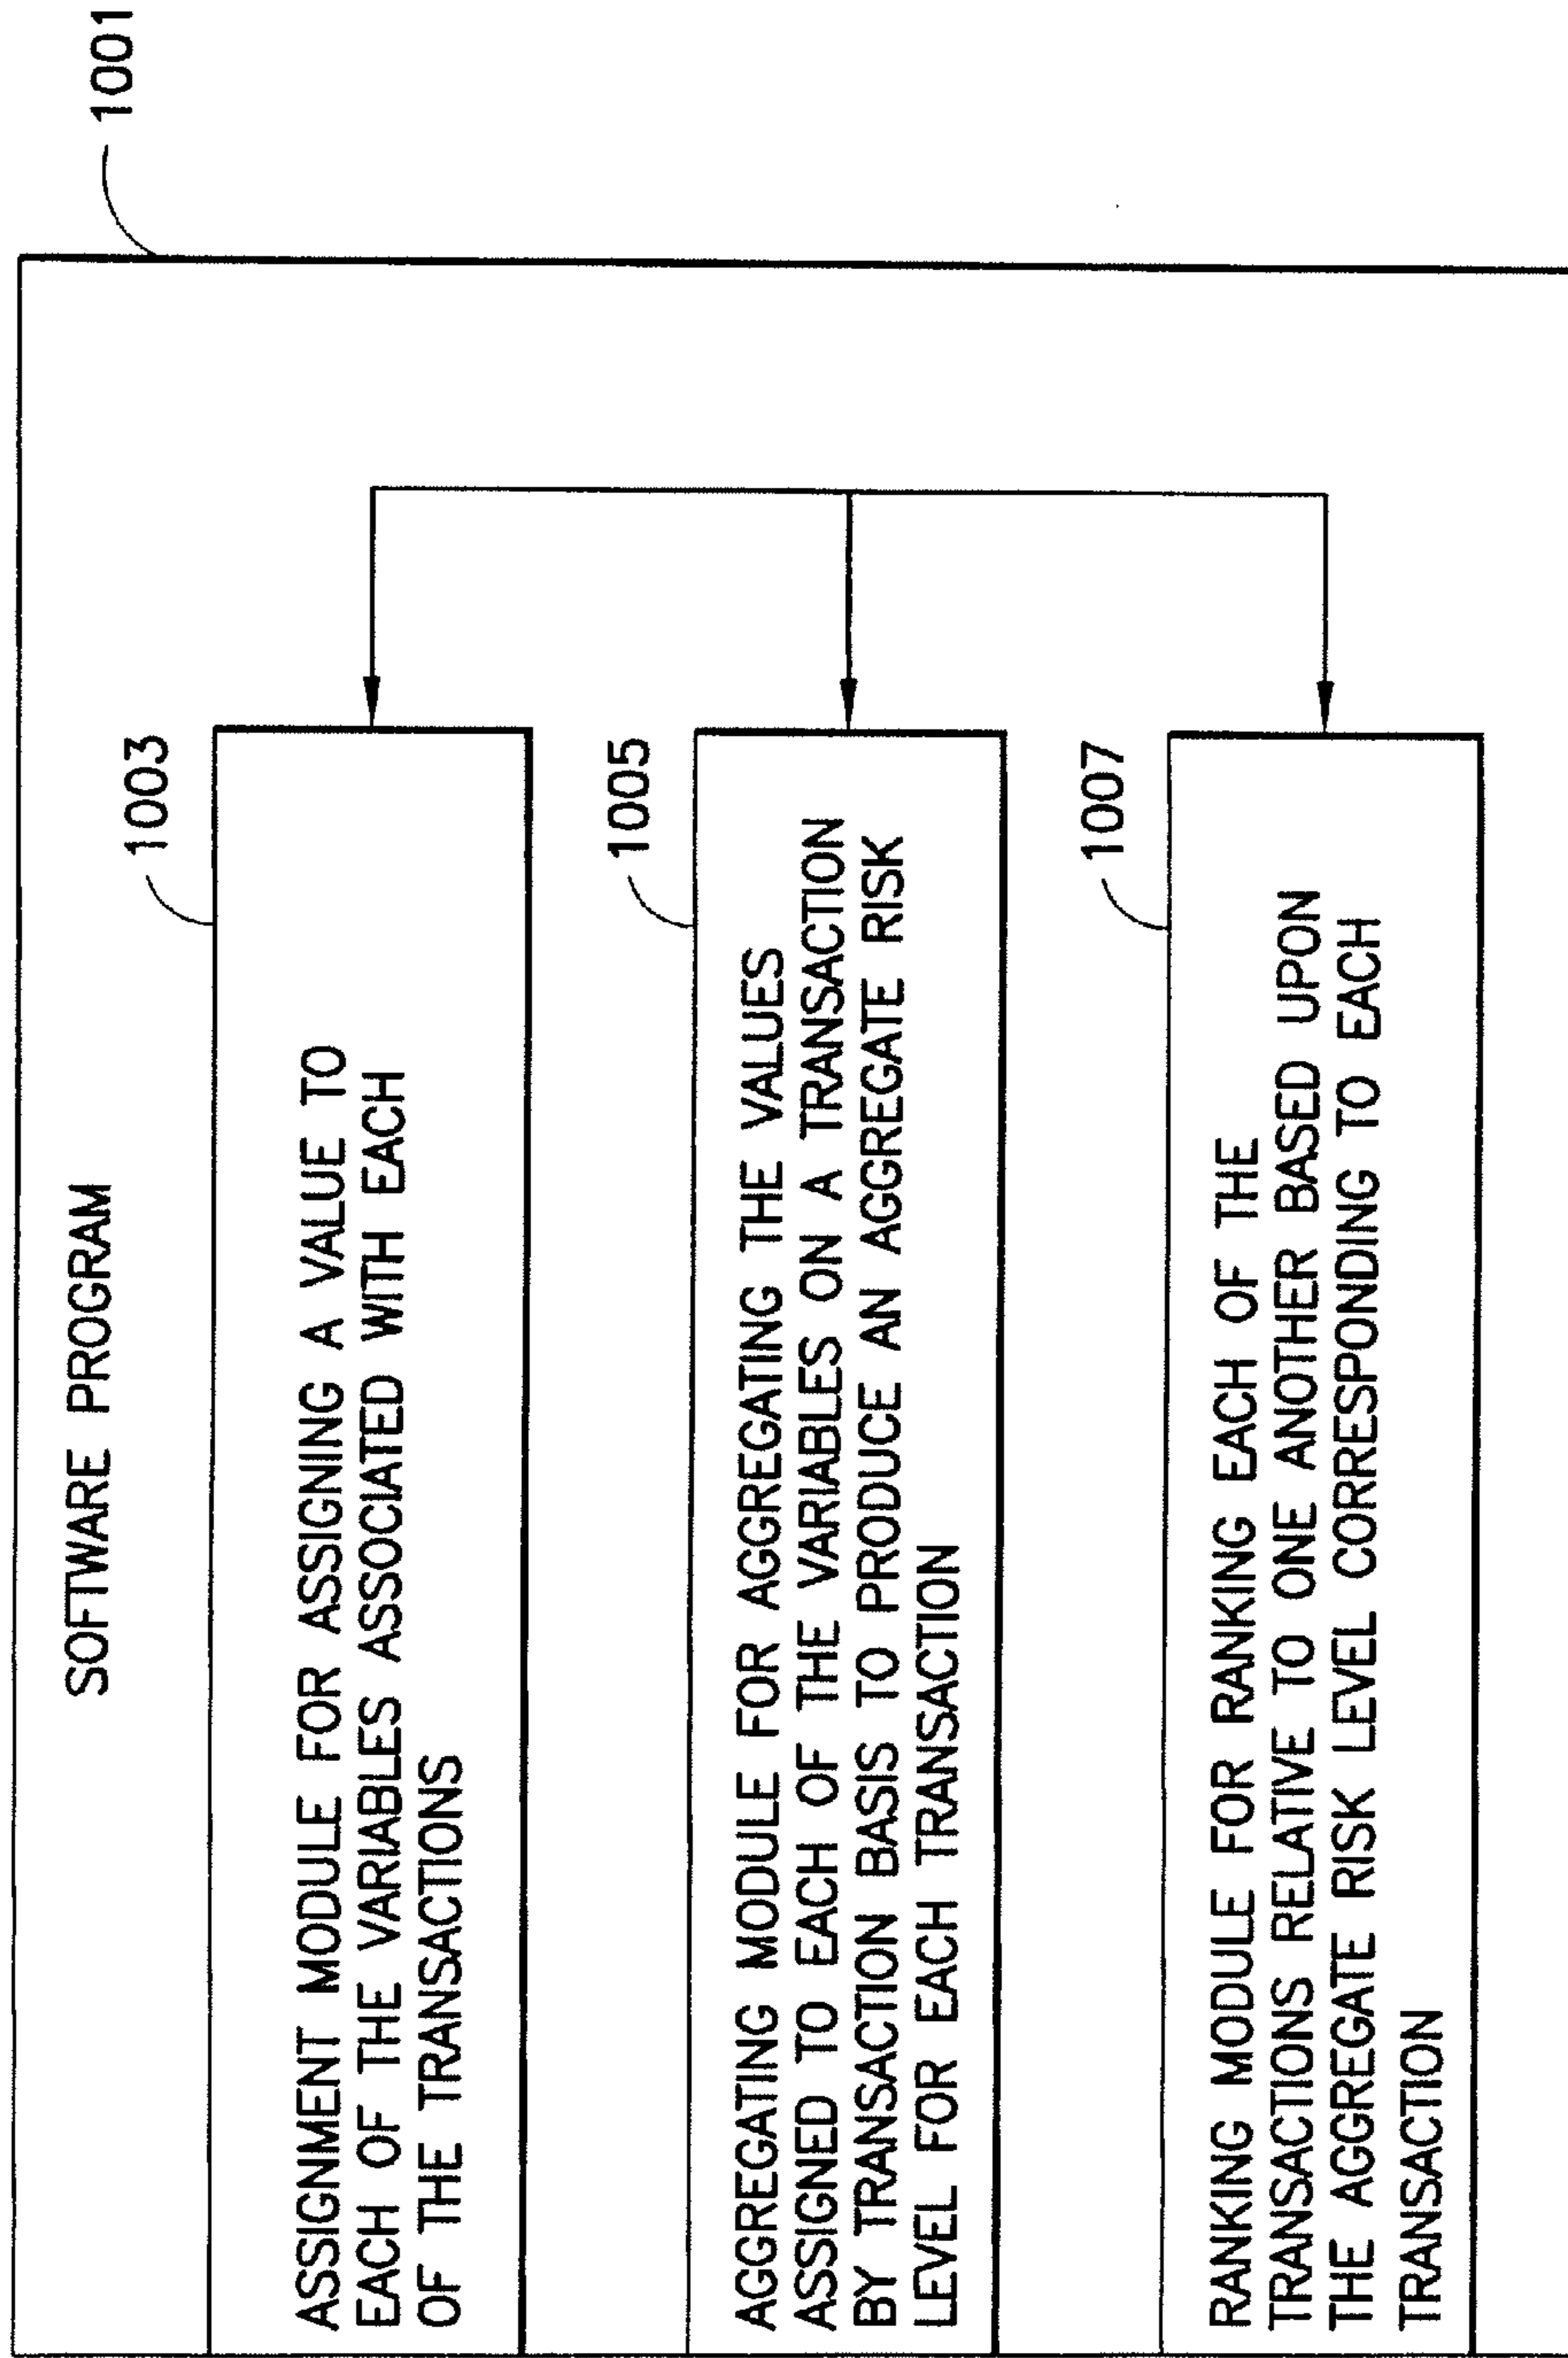 SOFTWARE PROGRAM
1001
1003
ASSIGNMENT MODULE FOR ASSIGNING A VALUE TO
EACH OF THE VARIABLES ASSOCIATED WITH EACH
OF THE TRANSACTIONS
1005
AGGREGATING MODULE FOR AGGREGATING THE VALUES
ASSIGNED TO EACH OF THE VARIABLES ON A TRANSACTION
BY TRANSACTION BASIS TO PRODUCE AN AGGREGATE RISK
LEVEL FOR EACH TRANSACTION
1007
RANKING MODULE FOR RANKING EACH OF THE
TRANSACTIONS RELATIVE TO ONE ANOTHER BASED UPON
THE AGGREGATE RISK LEVEL CORRESPONDING TO EACH
TRANSACTION